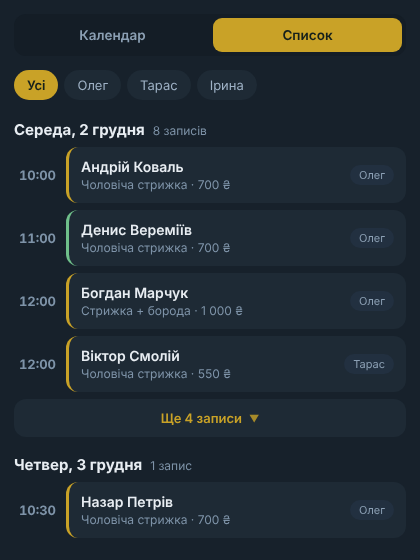 Календар Список
Усі Олег Тарас Ірина
Середа, 2 грудня 8 записів
Андрій Коваль
10:00 Чоловіча стрижка · 700 ₴ Олег
Денис Веремїїв
11:00 Чоловіча стрижка · 700 ₴ Олег
Богдан Марчук
12:00 Стрижка + борода · 1 000 ₴ Олег
Віктор Смолій
12:00 Чоловіча стрижка · 550 ₴ Тарас
Ще 4 записи ▼
Четвер, 3 грудня 1 запис
Назар Петрів
10:30 Чоловіча стрижка · 700 ₴ Олег